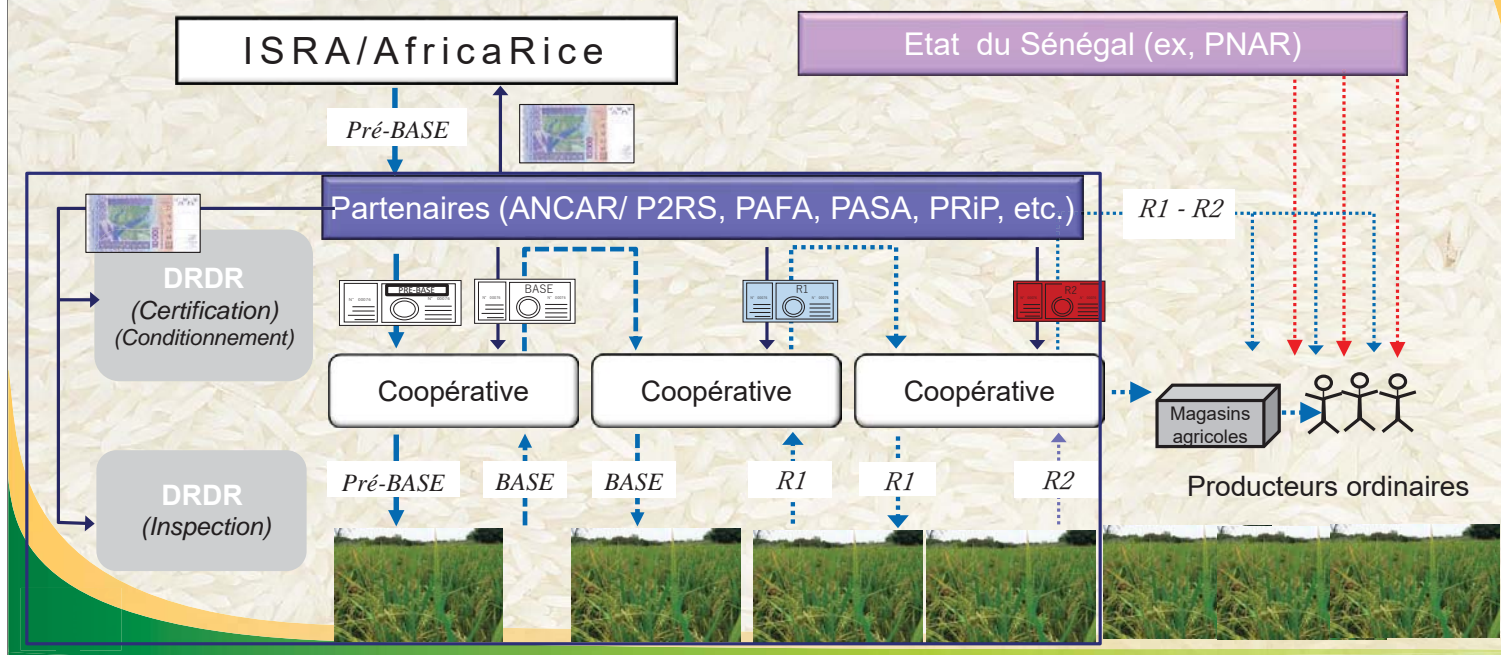 ISRA/AfricaRice
Etat du Sénégal (ex, PNAR)
Pré-BASE
Partenaires (ANCAR/ P2RS, PAFA, PASA, PRiP, etc.)
R1 - R2
DRDR
(Certification)
(Conditionnement)
PRE-BASE
BASE
R1
R2
Coopérative
Coopérative
Coopérative
Magasins
agricoles
Pré-BASE
BASE
BASE
R1
R1
R2
Producteurs ordinaires
DRDR
(Inspection)